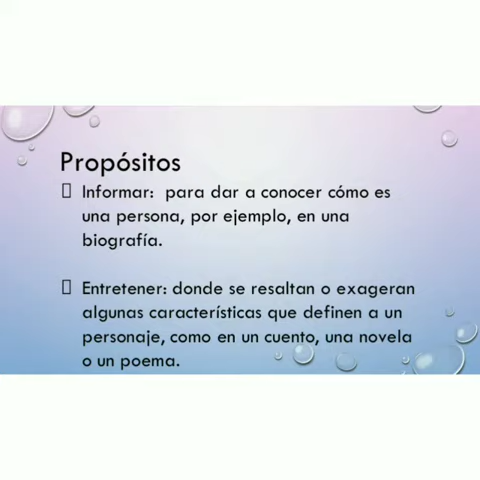 Propósitos
Informar: para dar a conocer cómo es
una persona, por ejemplo, en una
biografía.
Entretener: donde se resaltan o exageran
algunas características que definen a un
personaje, como en un cuento, una novela
o un poema.